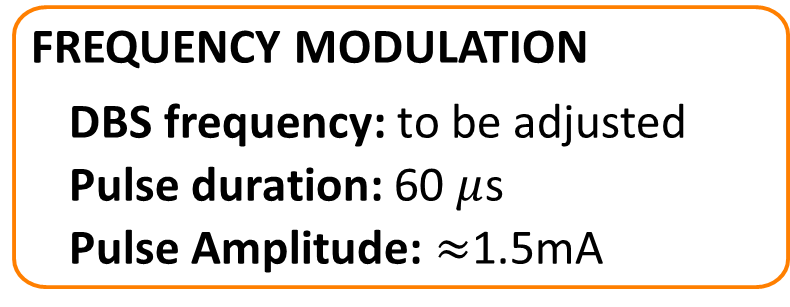 FREQUENCY MODULATION
DBS frequency: to be adjusted
Pulse duration: 60 𝜇s
Pulse Amplitude: ≈1.5mA